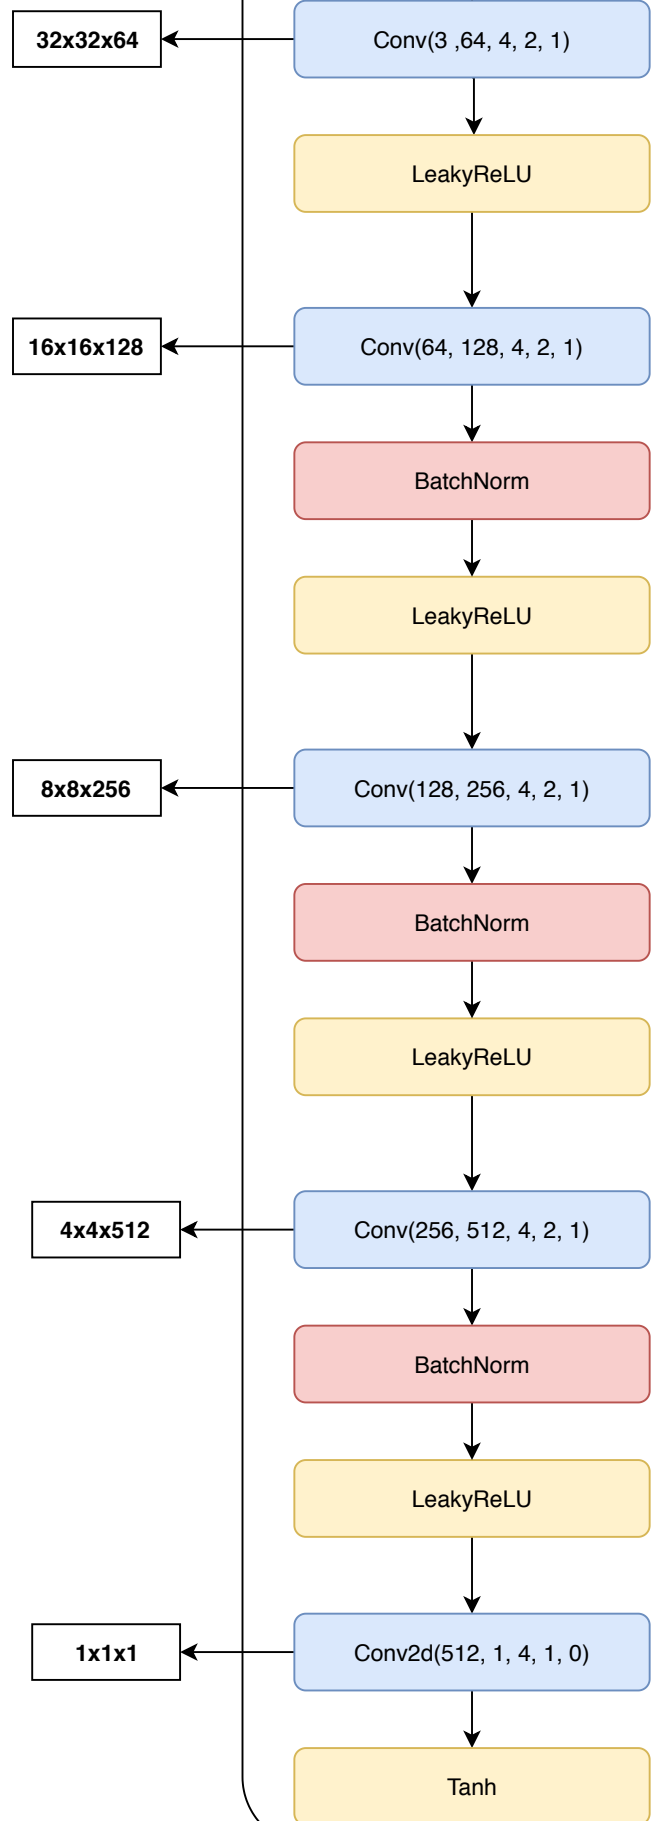 32x32x64
Conv(3 ,64, 4, 2, 1)
LeakyReLU
16x16x128
Conv(64, 128, 4, 2, 1)
BatchNorm
LeakyReLU
8x8x256
Conv(128, 256, 4, 2, 1)
BatchNorm
LeakyReLU
4x4x512
Conv(256, 512, 4, 2, 1)
BatchNorm
LeakyReLU
1x1x1
Conv2d(512, 1, 4, 1, 0)
Tanh